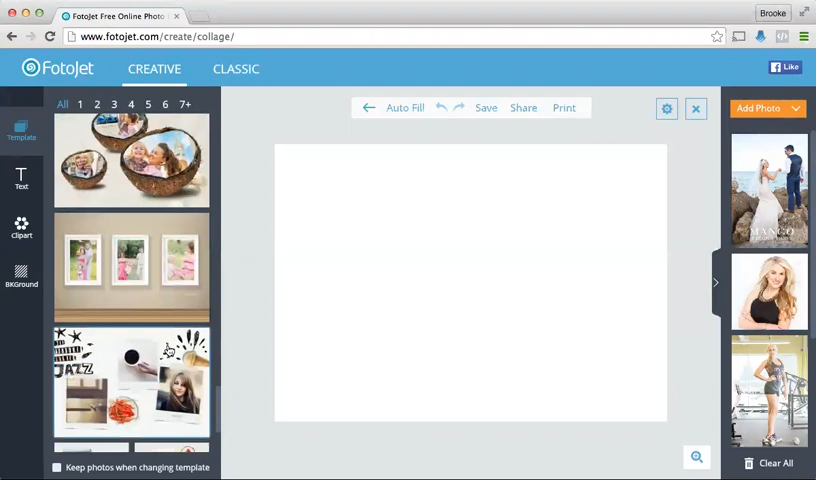 FotoJet Free Online Photo
Brooke
www.fotojet.com/create/collage/
FotoJet
CREATIVE
CLASSIC
Like
All 1 2 3 4 5 6 7+
Auto Fill
Save
Share
Print
Add Photo
Template
Text
Clipart
BKGround
JAZZ
MANGO
Keep photos when changing template
Clear All